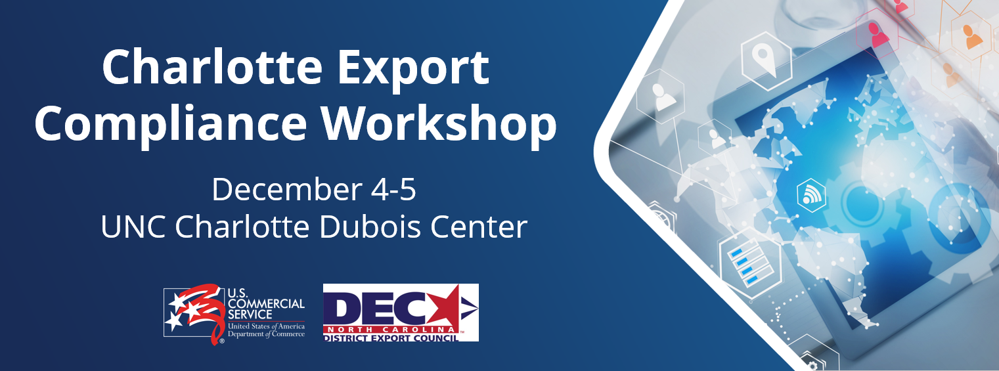 Charlotte Export
Compliance Workshop
December 4-5
UNC Charlotte Dubois Center
U.S.
COMMERCIAL
SERVICE
United States of America
Department of Commerce
®
DEC
NORTH CAROLINA ™
DISTRICT EXPORT COUNCIL